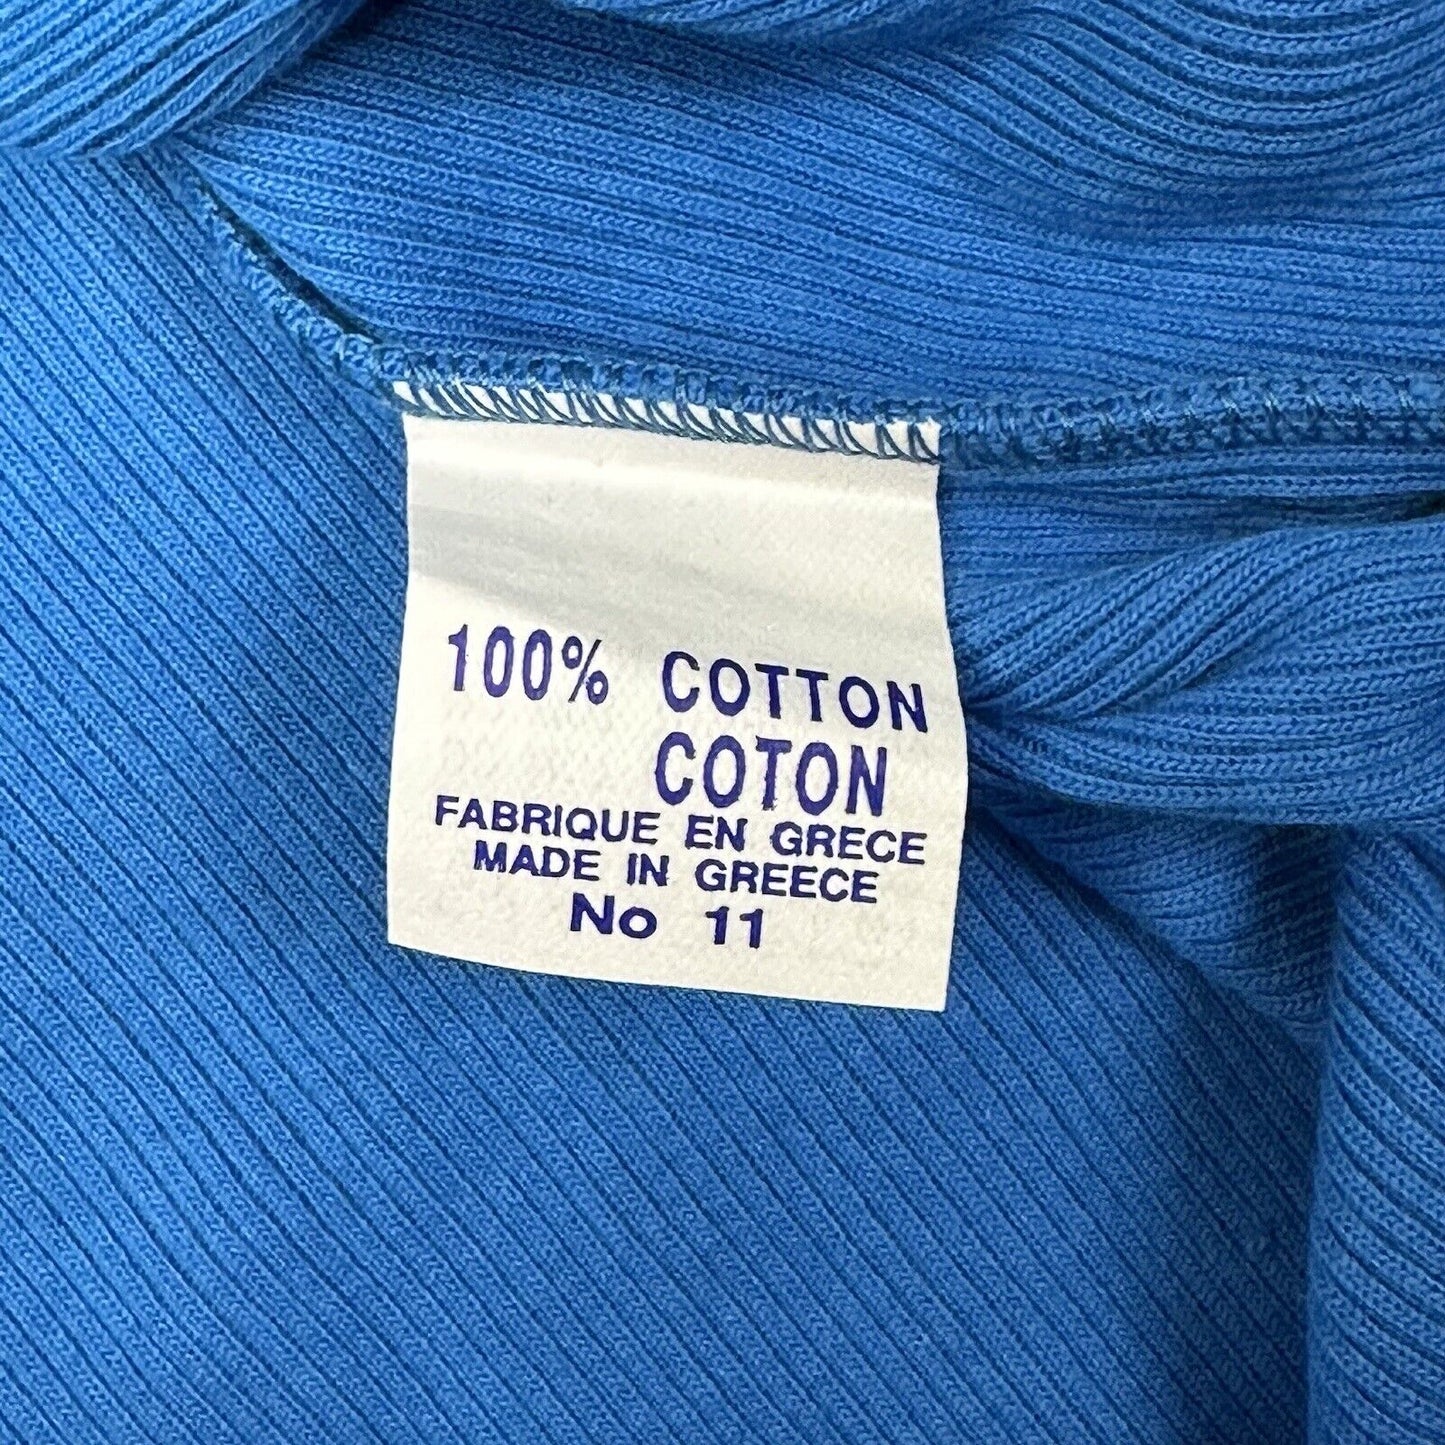 100% COTTON
COTON
FABRIQUE EN GRECE
MADE IN GREECE
No 11